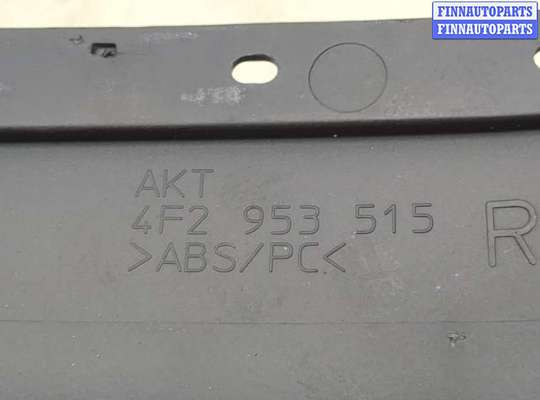 FINNAUTOPARTS
FINNAUTOPARTS
AKT
4F2 953 515
>ABS/PC<
R